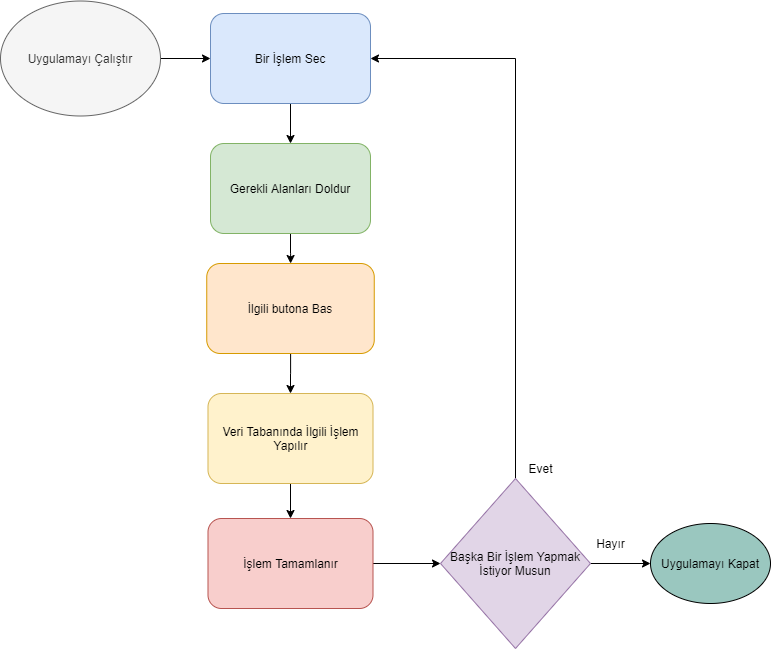 Uygulamayı Çalıştır
Bir İşlem Sec
Gerekli Alanları Doldur
İlgili butona Bas
Veri Tabanında İlgili İşlem
Yapılır
İşlem Tamamlanır
Başka Bir İşlem Yapmak
İstiyor Musun
Evet
Hayır
Uygulamayı Kapat